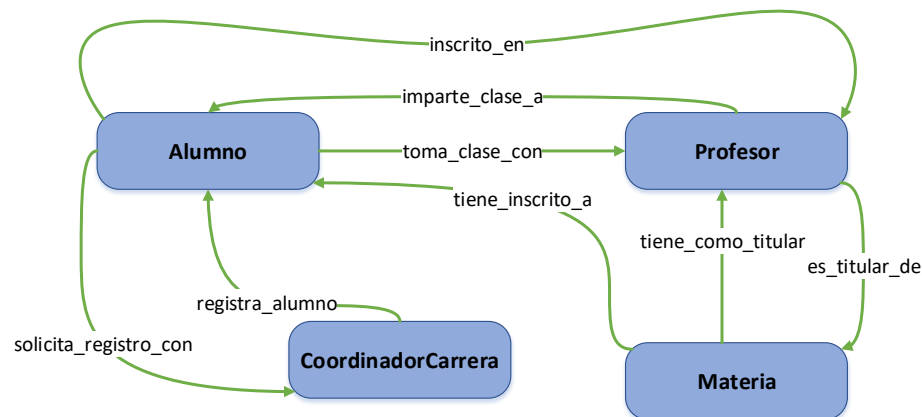 inscrito_en
imparte_clase_a
Alumno
toma_clase_con
Profesor
tiene_inscrito_a
tiene_como_titular
es_titular_de
registra_alumno
solicita_registro_con
CoordinadorCarrera
Materia